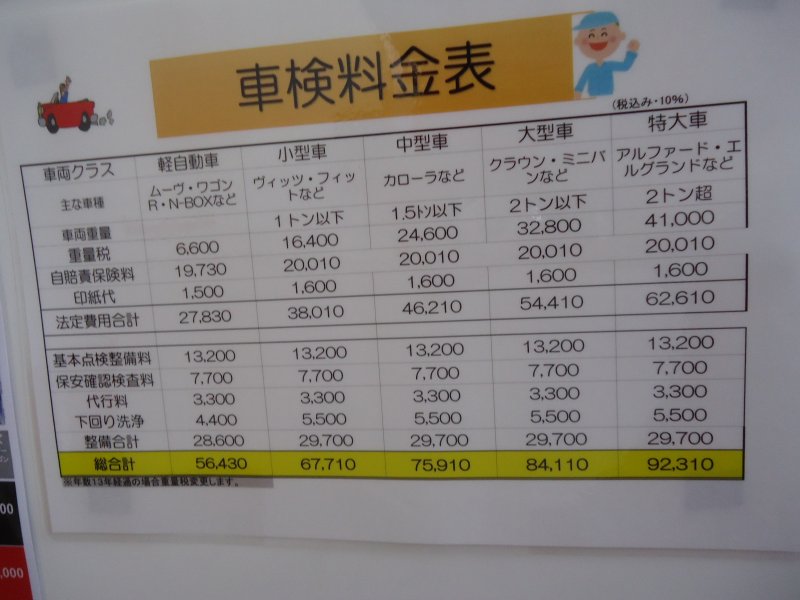 車検料金表
(税込み・10%)
車両クラス 軽自動車 小型車 中型車 大型車 特大車
主な車種 ムーヴ・ワゴンR・N-BOXなど ヴィッツ・フィットなど カローラなど クラウン・ミニバンなど アルファード・エルグランドなど
車両重量 1トン以下 1.5トン以下 2トン以下 2トン超
重量税 6,600 16,400 24,600 32,800 41,000
自賠責保険料 19,730 20,010 20,010 20,010 20,010
印紙代 1,500 1,600 1,600 1,600 1,600
法定費用合計 27,830 38,010 46,210 54,410 62,610
基本点検整備料 13,200 13,200 13,200 13,200 13,200
保安確認検査料 7,700 7,700 7,700 7,700 7,700
代行料 3,300 3,300 3,300 3,300 3,300
下回り洗浄 4,400 5,500 5,500 5,500 5,500
整備合計 28,600 29,700 29,700 29,700 29,700
総合計 56,430 67,710 75,910 84,110 92,310
※年数13年経過の場合重量税変更します。
00
,000